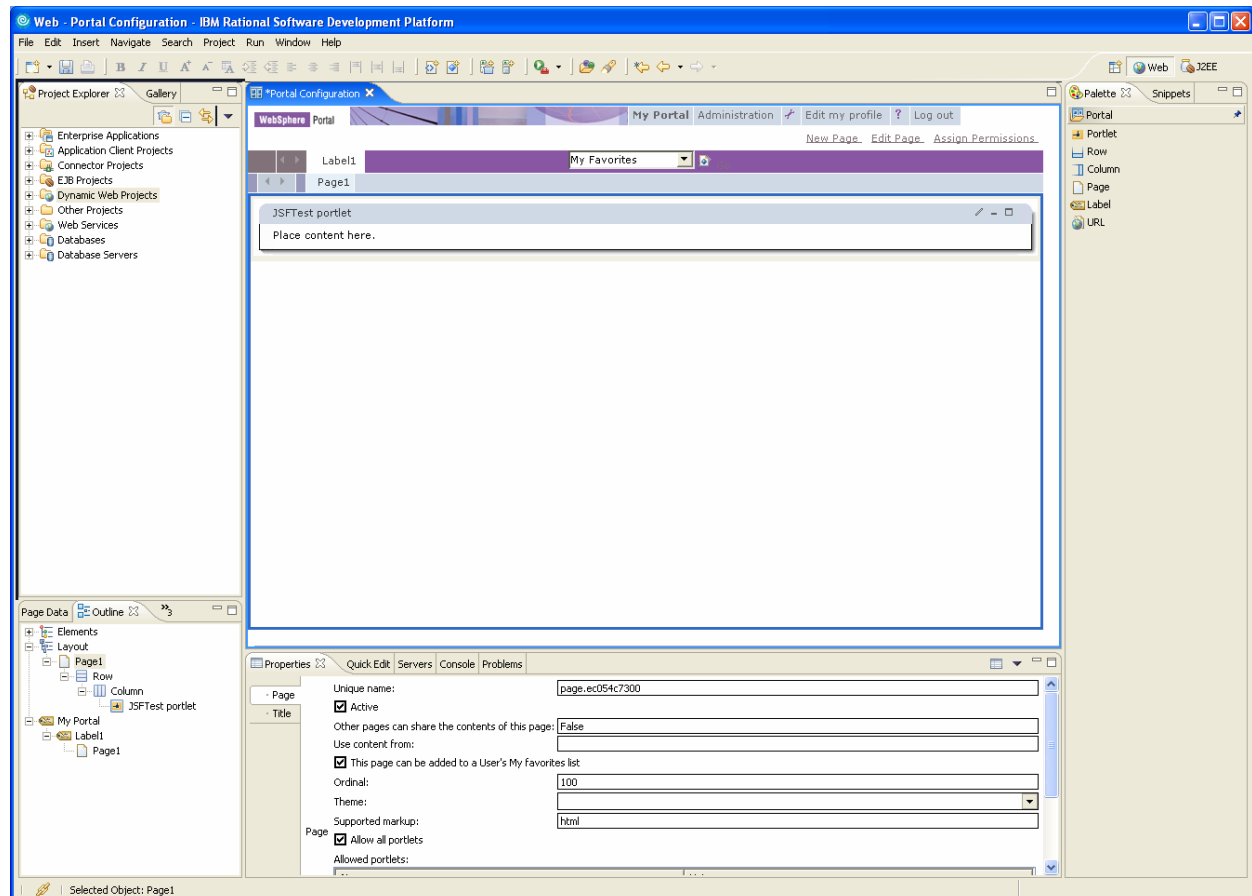 Web - Portal Configuration - IBM Rational Software Development Platform
File Edit Insert Navigate Search Project Run Window Help
Web J2EE
Project Explorer Gallery
Enterprise Applications
Application Client Projects
Connector Projects
EJB Projects
Dynamic Web Projects
Other Projects
Web Services
Databases
Database Servers
*Portal Configuration
WebSphere Portal My Portal Administration Edit my profile ? Log out
New Page Edit Page Assign Permissions
Label1 My Favorites
Page1
JSFTest portlet
Place content here.
Palette Snippets
Portal
Portlet
Row
Column
Page
Label
URL
Page Data Outline 3
Elements
Layout
Page1
Row
Column
JSFTest portlet
My Portal
Label1
Page1
Properties Quick Edit Servers Console Problems
Page
Title
Unique name: page.ec054c7300
Active
Other pages can share the contents of this page: False
Use content from:
This page can be added to a User's My favorites list
Ordinal: 100
Theme:
Supported markup: html
Page
Allow all portlets
Allowed portlets:
Selected Object: Page1